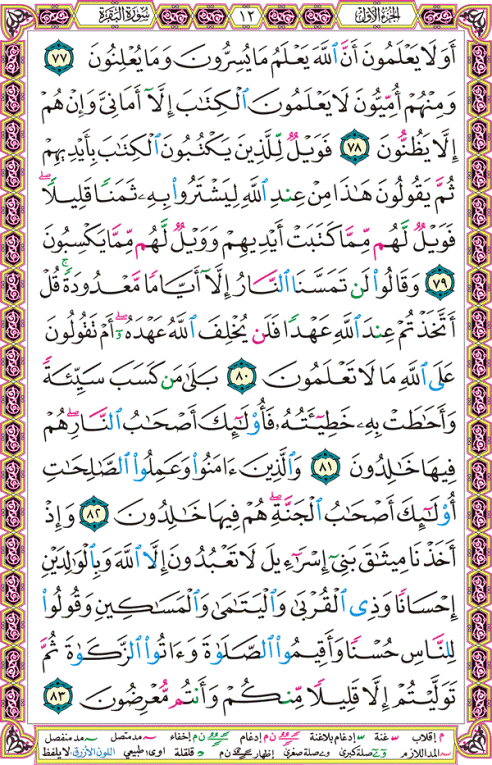 الجزء الأول ١٢ سورة البقرة
أَوَلَا يَعْلَمُونَ أَنَّ ٱللَّهَ يَعْلَمُ مَا يُسِرُّونَ وَمَا يُعْلِنُونَ ٧٧
وَمِنْهُمْ أُمِّيُّونَ لَا يَعْلَمُونَ ٱلْكِتَـٰبَ إِلَّآ أَمَانِىَّ وَإِنْ هُمْ
إِلَّا يَظُنُّونَ ٧٨ فَوَيْلٌ لِّلَّذِينَ يَكْتُبُونَ ٱلْكِتَـٰبَ بِأَيْدِيهِمْ
ثُمَّ يَقُولُونَ هَـٰذَا مِنْ عِندِ ٱللَّهِ لِيَشْتَرُوا۟ بِهِۦ ثَمَنًا قَلِيلًا ۖ
فَوَيْلٌ لَّهُم مِّمَّا كَتَبَتْ أَيْدِيهِمْ وَوَيْلٌ لَّهُم مِّمَّا يَكْسِبُونَ
٧٩ وَقَالُوا۟ لَن تَمَسَّنَا ٱلنَّارُ إِلَّآ أَيَّامًا مَّعْدُودَةً ۚ قُلْ
أَتَّخَذْتُمْ عِندَ ٱللَّهِ عَهْدًا فَلَن يُخْلِفَ ٱللَّهُ عَهْدَهُۥٓ ۖ أَمْ تَقُولُونَ
عَلَى ٱللَّهِ مَا لَا تَعْلَمُونَ ٨٠ بَلَىٰ مَن كَسَبَ سَيِّئَةً
وَأَحَـٰطَتْ بِهِۦ خَطِيٓـَٔتُهُۥ فَأُو۟لَـٰٓئِكَ أَصْحَـٰبُ ٱلنَّارِ ۖ هُمْ
فِيهَا خَـٰلِدُونَ ٨١ وَٱلَّذِينَ ءَامَنُوا۟ وَعَمِلُوا۟ ٱلصَّـٰلِحَـٰتِ
أُو۟لَـٰٓئِكَ أَصْحَـٰبُ ٱلْجَنَّةِ ۖ هُمْ فِيهَا خَـٰلِدُونَ ٨٢ وَإِذْ
أَخَذْنَا مِيثَـٰقَ بَنِىٓ إِسْرَٰٓءِيلَ لَا تَعْبُدُونَ إِلَّا ٱللَّهَ وَبِٱلْوَٰلِدَيْنِ
إِحْسَانًا وَذِى ٱلْقُرْبَىٰ وَٱلْيَتَـٰمَىٰ وَٱلْمَسَـٰكِينِ وَقُولُوا۟
لِلنَّاسِ حُسْنًا وَأَقِيمُوا۟ ٱلصَّلَوٰةَ وَءَاتُوا۟ ٱلزَّكَوٰةَ ثُمَّ
تَوَلَّيْتُمْ إِلَّا قَلِيلًا مِّنكُمْ وَأَنتُم مُّعْرِضُونَ ٨٣
م إقلاب غنة إدغام بلاغنة ن م إدغام ن م إخفاء مد متصل مد منفصل
المد اللازم صلة كبرى صلة صغرى إظهار ن م قلقلة اوى: طبيعي اللون الأزرق: لا يلفظ